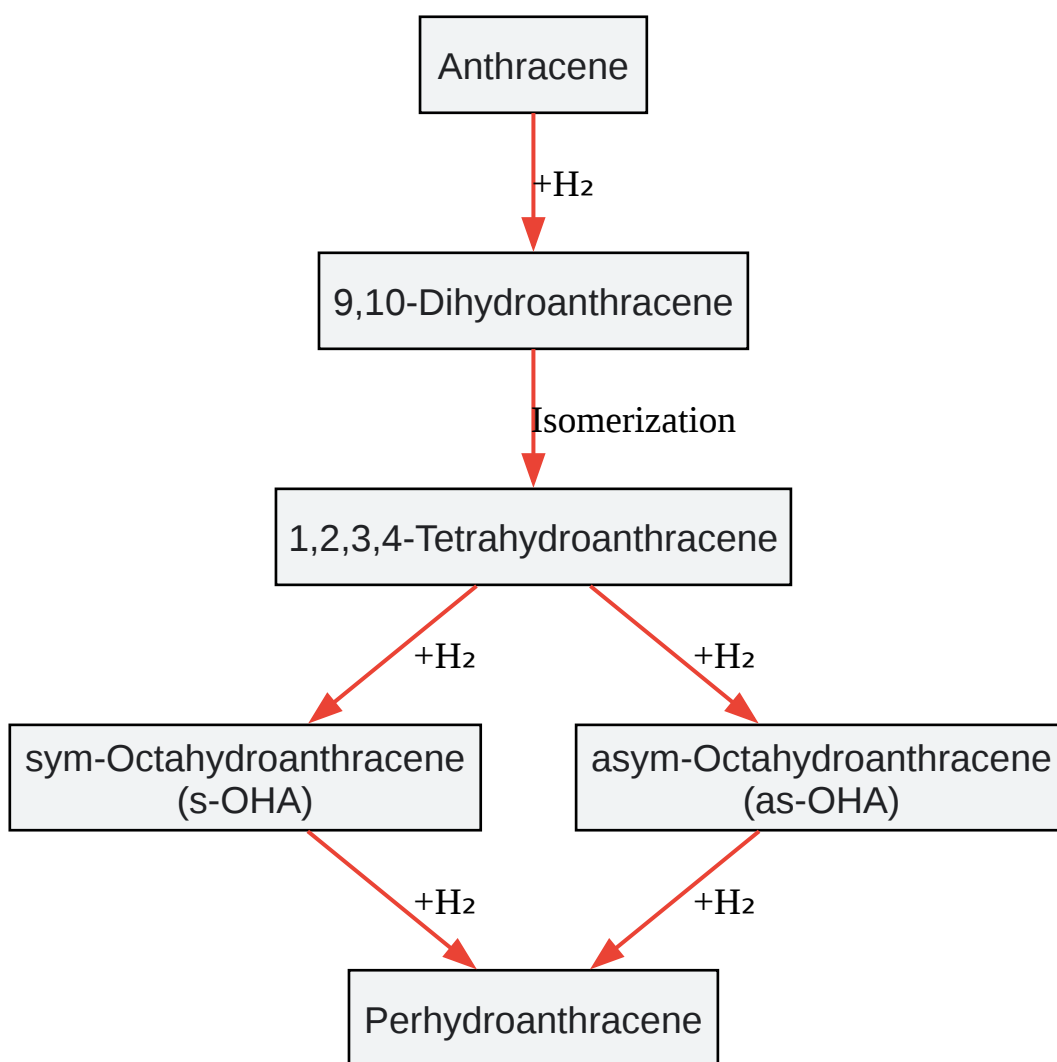 Anthracene
+H₂
9,10-Dihydroanthracene
Isomerization
1,2,3,4-Tetrahydroanthracene
+H₂
+H₂
sym-Octahydroanthracene
(s-OHA)
asym-Octahydroanthracene
(as-OHA)
+H₂
+H₂
Perhydroanthracene